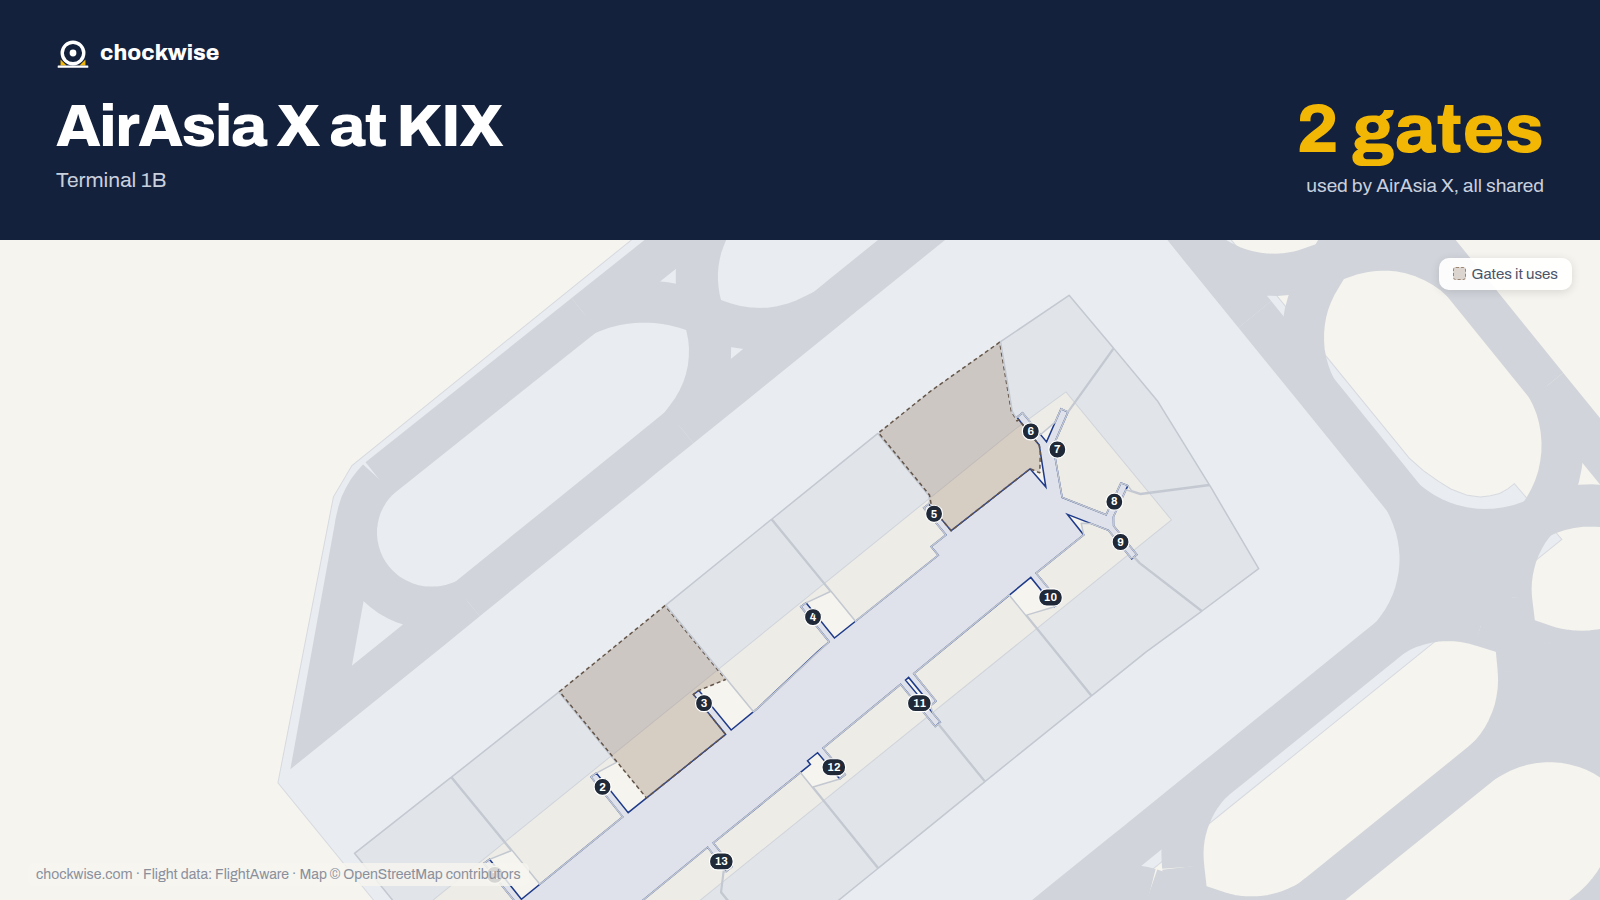 chockwise
AirAsia X at KIX
Terminal 1B
2 gates
used by AirAsia X, all shared
Gates it uses
6
7
5
8
9
10
4
3
11
12
2
13
chockwise.com · Flight data: FlightAware · Map © OpenStreetMap contributors